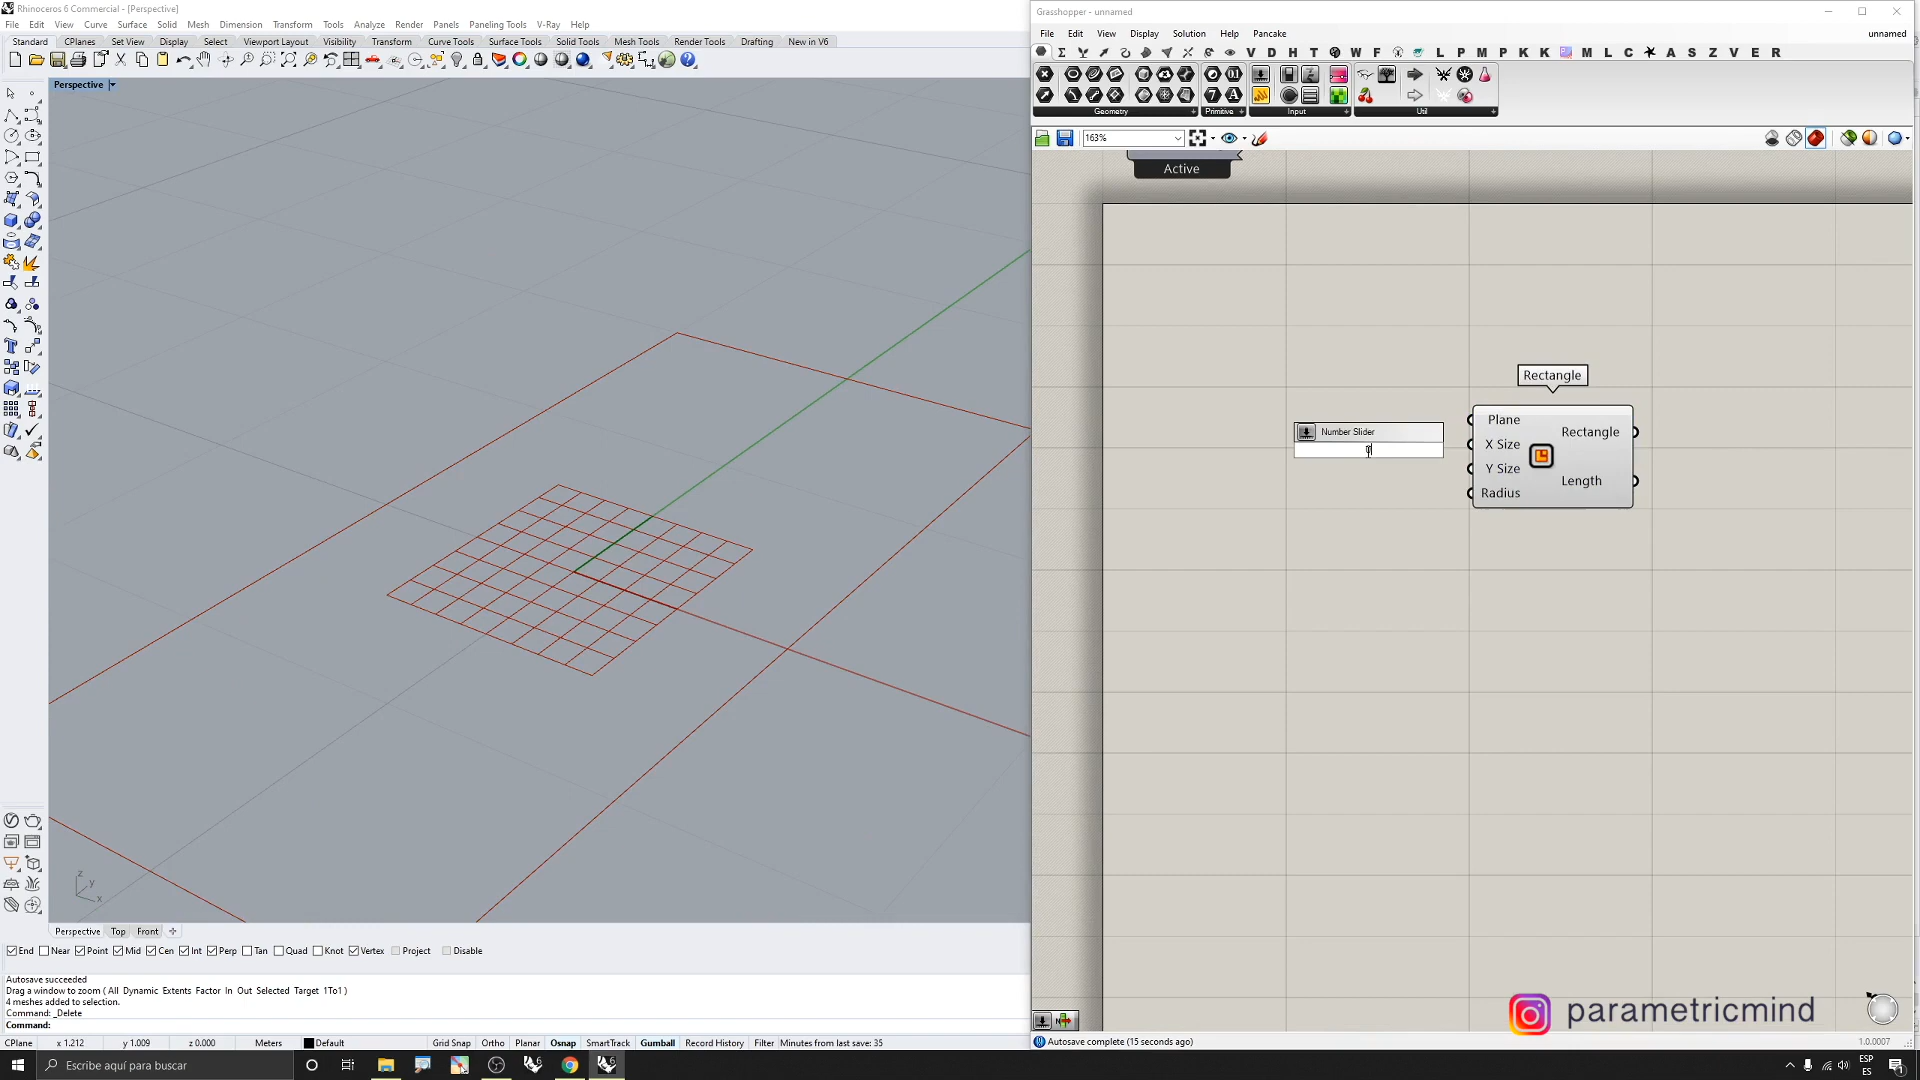 Rhinoceros 6 Commercial - [Perspective]
File Edit View Curve Surface Solid Mesh Dimension Transform Tools Analyze Render Panels Paneling Tools V-Ray Help
Standard CPlanes Set View Display Select Viewport Layout Visibility Transform Curve Tools Surface Tools Solid Tools Mesh Tools Render Tools Drafting New in V6
Perspective
z
y
x
Perspective Top Front
End Near Point Mid Cen Int Perp Tan Quad Knot Vertex Project Disable
Autosave succeeded
Drag a window to zoom ( All Dynamic Extents Factor In Out Selected Target 1To1 )
4 meshes added to selection.
Command: _Delete
Command:
CPlane x 1.212 y 1.009 z 0.000 Meters Default Grid Snap Ortho Planar Osnap SmartTrack Gumball Record History Filter Minutes from last save: 35
Grasshopper - unnamed
File Edit View Display Solution Help Pancake unnamed
V D H T W F L P M P K K M L C A S Z V E R
Geometry Primitive Input Util
163%
Active
Rectangle
Number Slider
Plane
X Size
Y Size
Radius
Rectangle
Length
parametricmind
Autosave complete (15 seconds ago) 1.0.0007
Escribe aquí para buscar
ESP
ES